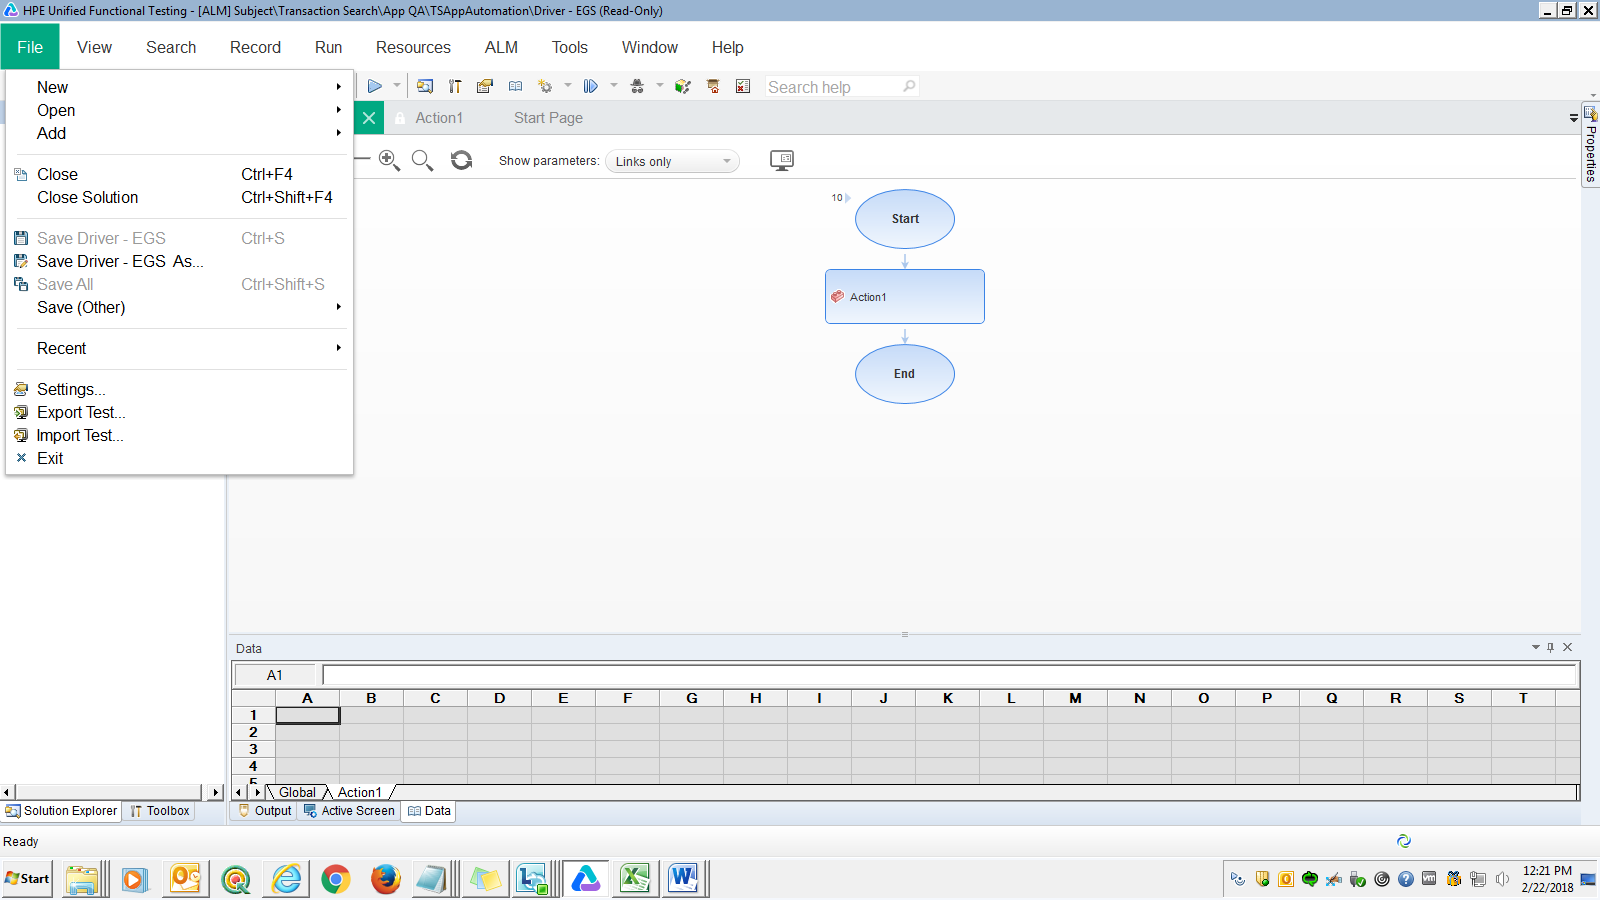 HPE Unified Functional Testing - [ALM] Subject\Transaction Search\App QA\TSAppAutomation\Driver - EGS (Read-Only)
File View Search Record Run Resources ALM Tools Window Help
Search help
Action1 Start Page
Show parameters: Links only
New
Open
Add
Close Ctrl+F4
Close Solution Ctrl+Shift+F4
Save Driver - EGS Ctrl+S
Save Driver - EGS As...
Save All Ctrl+Shift+S
Save (Other)
Recent
Settings...
Export Test...
Import Test...
Exit
Properties
10
Start
Action1
End
Data
A1
A B C D E F G H I J K L M N O P Q R S T
1
2
3
4
5
Global Action1
Solution Explorer Toolbox Output Active Screen Data
Ready
Start
12:21 PM
2/22/2018